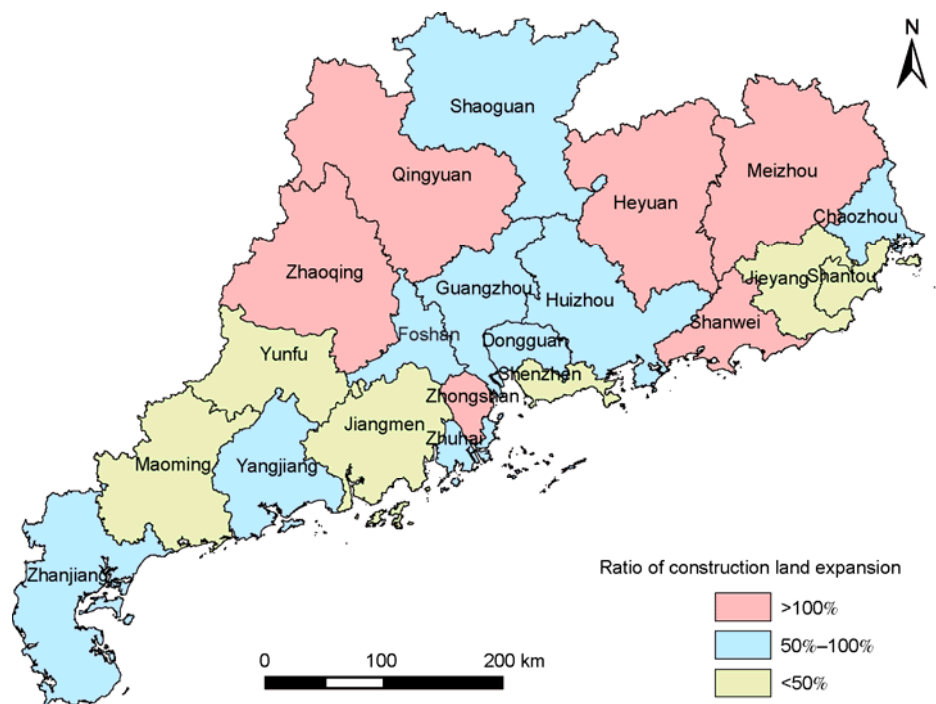 N
Shaoguan
Qingyuan
Meizhou
Heyuan
Chaozhou
Zhaoqing
Jieyang
Shantou
Guangzhou
Huizhou
Shanwei
Foshan
Dongguan
Yunfu
Shenzhen
Zhongshan
Jiangmen
Zhuhai
Maoming
Yangjiang
Zhanjiang
Ratio of construction land expansion
>100%
50%–100%
<50%
0 100 200 km